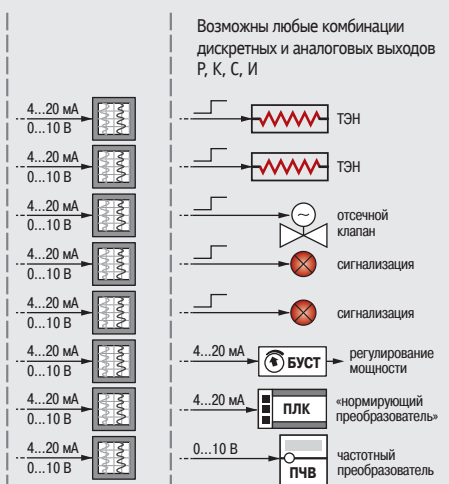 Возможны любые комбинации
дискретных и аналоговых выходов
Р, К, С, И
4...20 мА
0...10 В
ТЭН
4...20 мА
0...10 В
ТЭН
4...20 мА
0...10 В
~
отсечной
клапан
4...20 мА
0...10 В
сигнализация
4...20 мА
0...10 В
сигнализация
4...20 мА
0...10 В
4...20 мА
БУСТ
регулирование
мощности
4...20 мА
0...10 В
4...20 мА
ПЛК
«нормирующий
преобразователь»
4...20 мА
0...10 В
0...10 В
ПЧВ
частотный
преобразователь